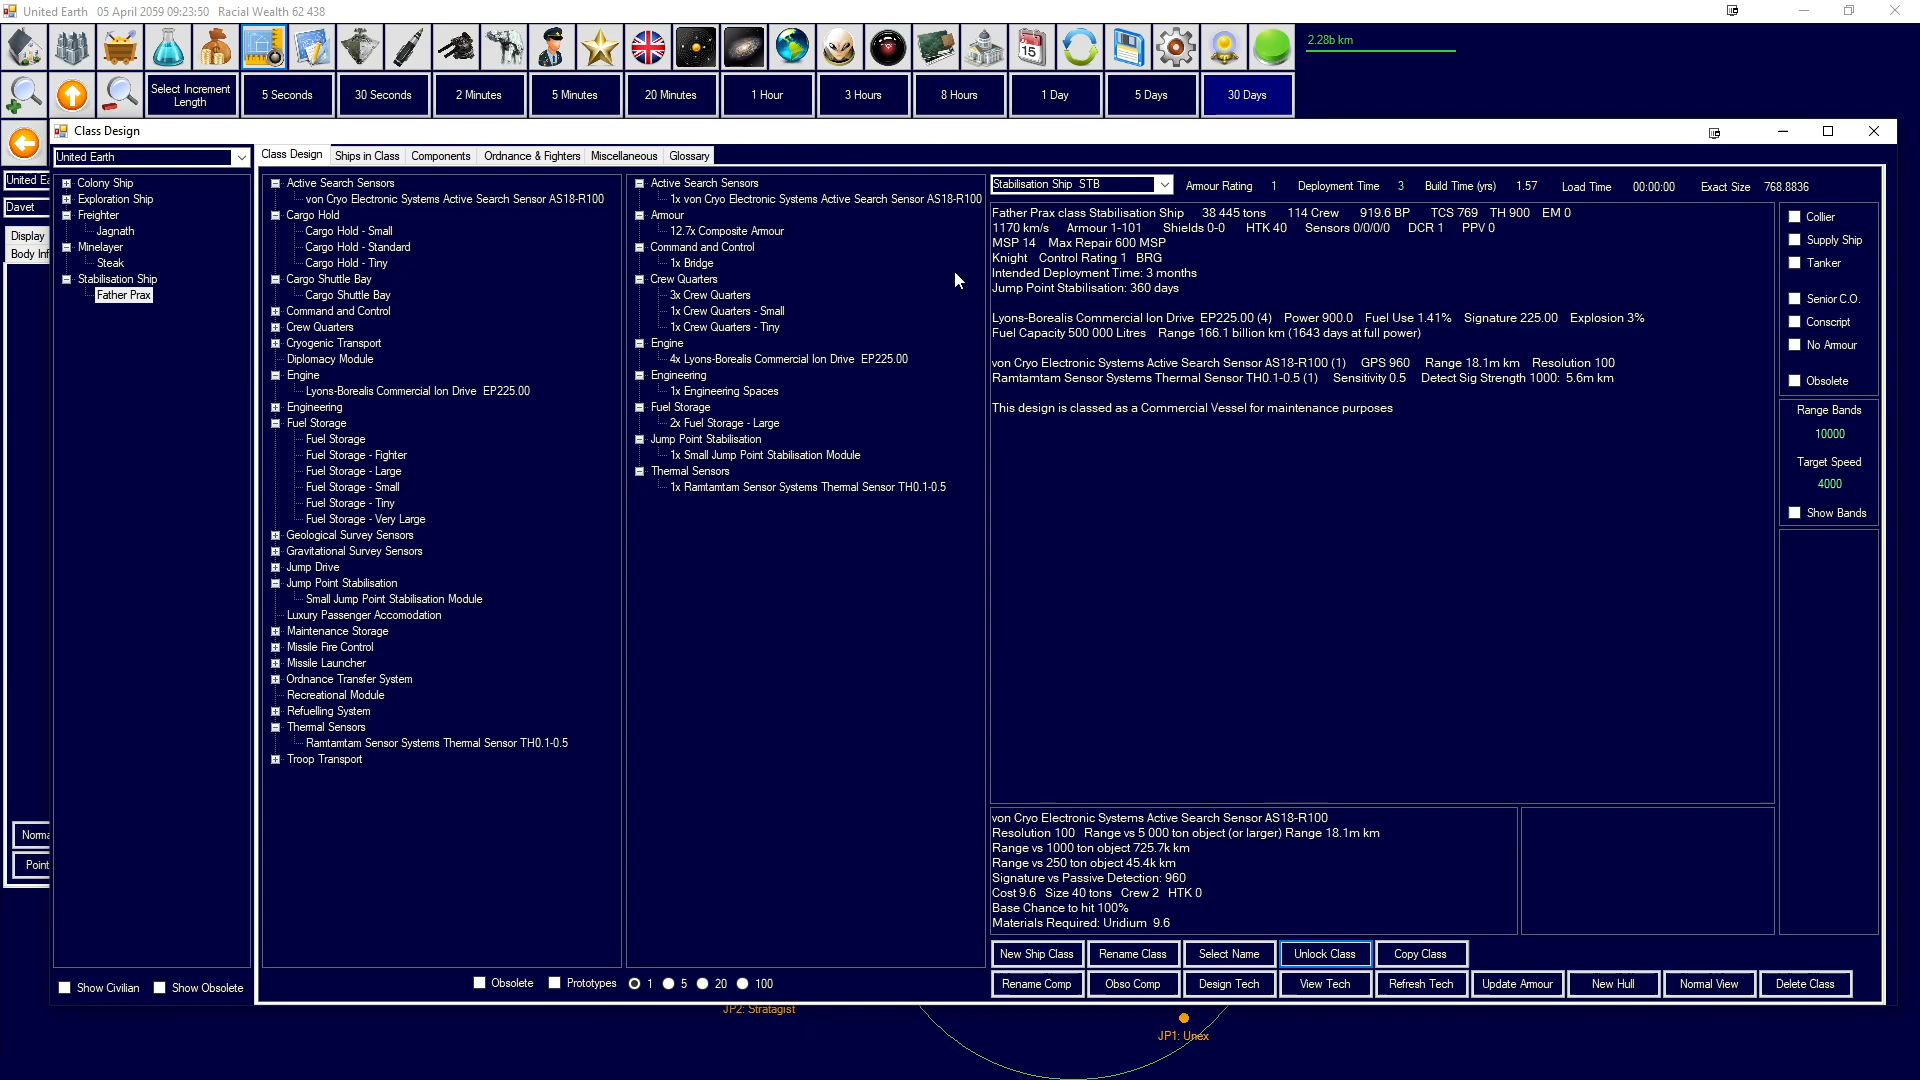 United Earth   05 April 2059 09:23:50   Racial Wealth 62 438
2.28b km
Select Increment Length
5 Seconds
30 Seconds
2 Minutes
5 Minutes
20 Minutes
1 Hour
3 Hours
8 Hours
1 Day
5 Days
30 Days
15
Class Design
United Ea
Davet
Display
Body Inf
Norma
Point
United Earth
Colony Ship
Exploration Ship
Freighter
Jagnath
Minelayer
Steak
Stabilisation Ship
Father Prax
Show Civilian
Show Obsolete
Class Design
Ships in Class
Components
Ordnance & Fighters
Miscellaneous
Glossary
Active Search Sensors
von Cryo Electronic Systems Active Search Sensor AS18-R100
Cargo Hold
Cargo Hold - Small
Cargo Hold - Standard
Cargo Hold - Tiny
Cargo Shuttle Bay
Cargo Shuttle Bay
Command and Control
Crew Quarters
Cryogenic Transport
Diplomacy Module
Engine
Lyons-Borealis Commercial Ion Drive  EP225.00
Engineering
Fuel Storage
Fuel Storage
Fuel Storage - Fighter
Fuel Storage - Large
Fuel Storage - Small
Fuel Storage - Tiny
Fuel Storage - Very Large
Geological Survey Sensors
Gravitational Survey Sensors
Jump Drive
Jump Point Stabilisation
Small Jump Point Stabilisation Module
Luxury Passenger Accomodation
Maintenance Storage
Missile Fire Control
Missile Launcher
Ordnance Transfer System
Recreational Module
Refuelling System
Thermal Sensors
Ramtamtam Sensor Systems Thermal Sensor TH0.1-0.5
Troop Transport
Obsolete
Prototypes
1
5
20
100
Active Search Sensors
1x von Cryo Electronic Systems Active Search Sensor AS18-R100
Armour
12.7x Composite Armour
Command and Control
1x Bridge
Crew Quarters
3x Crew Quarters
1x Crew Quarters - Small
1x Crew Quarters - Tiny
Engine
4x Lyons-Borealis Commercial Ion Drive  EP225.00
Engineering
1x Engineering Spaces
Fuel Storage
2x Fuel Storage - Large
Jump Point Stabilisation
1x Small Jump Point Stabilisation Module
Thermal Sensors
1x Ramtamtam Sensor Systems Thermal Sensor TH0.1-0.5
Stabilisation Ship  STB
Armour Rating  1  Deployment Time  3  Build Time (yrs)  1.57  Load Time  00:00:00  Exact Size  768.8836
Father Prax class Stabilisation Ship   38 445 tons   114 Crew   919.6 BP   TCS 769   TH 900   EM 0
1170 km/s   Armour 1-101   Shields 0-0   HTK 40   Sensors 0/0/0/0   DCR 1   PPV 0
MSP 14   Max Repair 600 MSP
Knight   Control Rating 1   BRG
Intended Deployment Time: 3 months
Jump Point Stabilisation: 360 days
Lyons-Borealis Commercial Ion Drive  EP225.00 (4)   Power 900.0   Fuel Use 1.41%   Signature 225.00   Explosion 3%
Fuel Capacity 500 000 Litres   Range 166.1 billion km (1643 days at full power)
von Cryo Electronic Systems Active Search Sensor AS18-R100 (1)   GPS 960   Range 18.1m km   Resolution 100
Ramtamtam Sensor Systems Thermal Sensor TH0.1-0.5 (1)   Sensitivity 0.5   Detect Sig Strength 1000:  5.6m km
This design is classed as a Commercial Vessel for maintenance purposes
Collier
Supply Ship
Tanker
Senior C.O.
Conscript
No Armour
Obsolete
Range Bands
10000
Target Speed
4000
Show Bands
von Cryo Electronic Systems Active Search Sensor AS18-R100
Resolution 100   Range vs 5 000 ton object (or larger) Range 18.1m km
Range vs 1000 ton object 725.7k km
Range vs 250 ton object 45.4k km
Signature vs Passive Detection: 960
Cost 9.6   Size 40 tons   Crew 2   HTK 0
Base Chance to hit 100%
Materials Required: Uridium  9.6
New Ship Class
Rename Class
Select Name
Unlock Class
Copy Class
Rename Comp
Obso Comp
Design Tech
View Tech
Refresh Tech
Update Armour
New Hull
Normal View
Delete Class
JP2: Stratagist
JP1: Unex